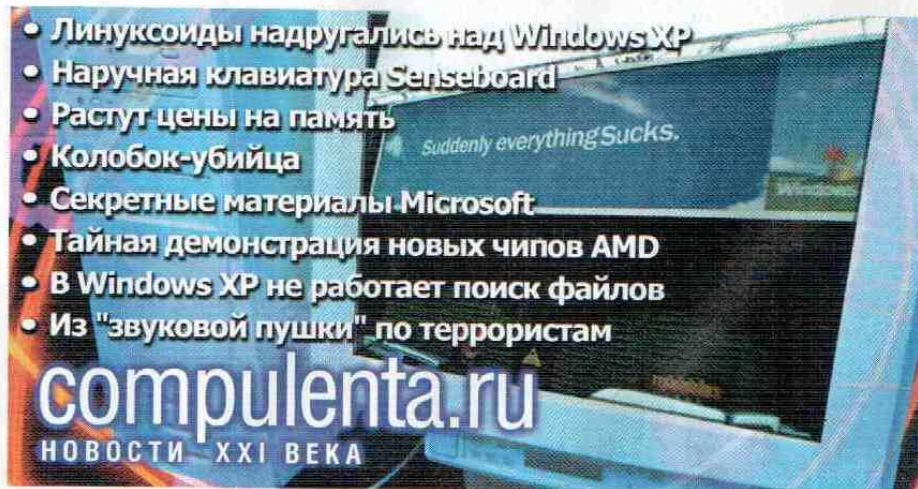 • Линуксоиды надругались над Windows XP
• Наручная клавиатура Senseboard
• Растут цены на память
• Колобок-убийца
• Секретные материалы Microsoft
• Тайная демонстрация новых чипов AMD
• В Windows XP не работает поиск файлов
• Из "звуковой пушки" по террористам
Suddenly everything Sucks.
Windows
compulenta.ru
НОВОСТИ XXI ВЕКА